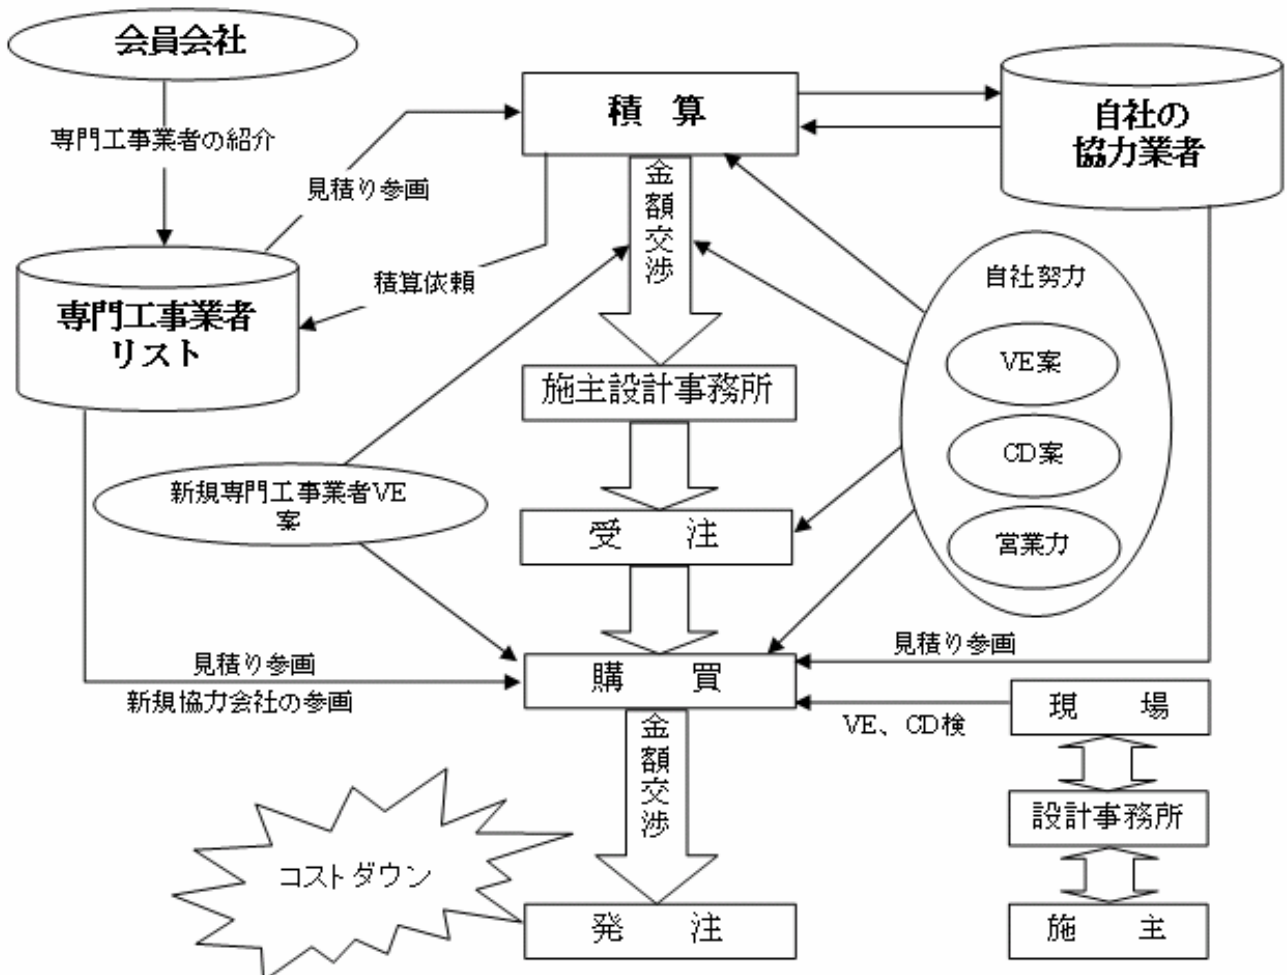 会員会社
専門工事業者の紹介
積 算
自社の
協力業者
見積り参画
積算依頼
金額交渉
専門工事業者
リスト
自社努力
VE案
CD案
営業力
施主設計事務所
新規専門工事業者VE
案
受 注
見積り参画
新規協力会社の参画
購 買
見積り参画
VE、CD検
現 場
金額交渉
設計事務所
コストダウン
発 注
施 主